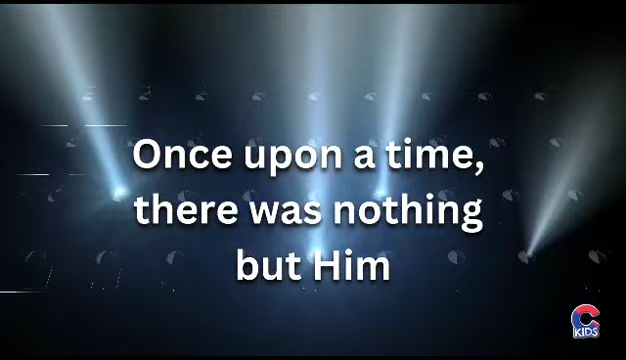 Once upon a time,
there was nothing
but Him
C
KIDS